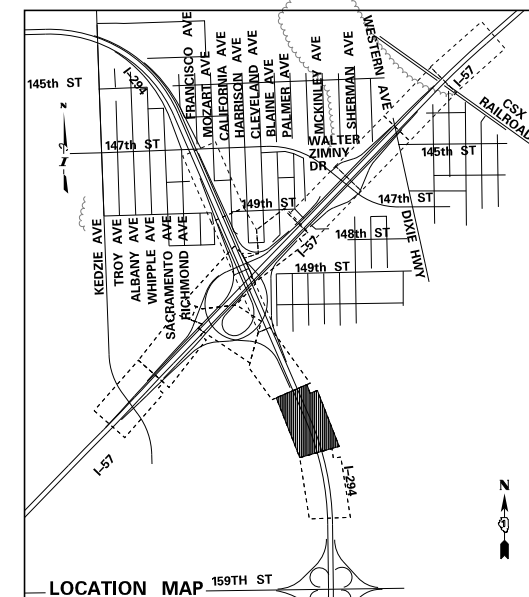 FRANCISCO AVE
MOZART AVE
CALIFORNIA AVE
HARRISON AVE
CLEVELAND AVE
BLAINE AVE
PALMER AVE
MCKINLEY AVE
SHERMAN AVE
WESTERN AVE
I-57
CSX
RAILROAD
145th ST
I-294
N
147th ST
WALTER
ZIMNY
DR
145th ST
149th ST
147th ST
I-57
148th ST
149th ST
DIXIE HWY
KEDZIE AVE
TROY AVE
ALBANY AVE
WHIPPLE AVE
SACRAMENTO AVE
RICHMOND AVE
I-57
I-294
N
LOCATION MAP
159TH ST